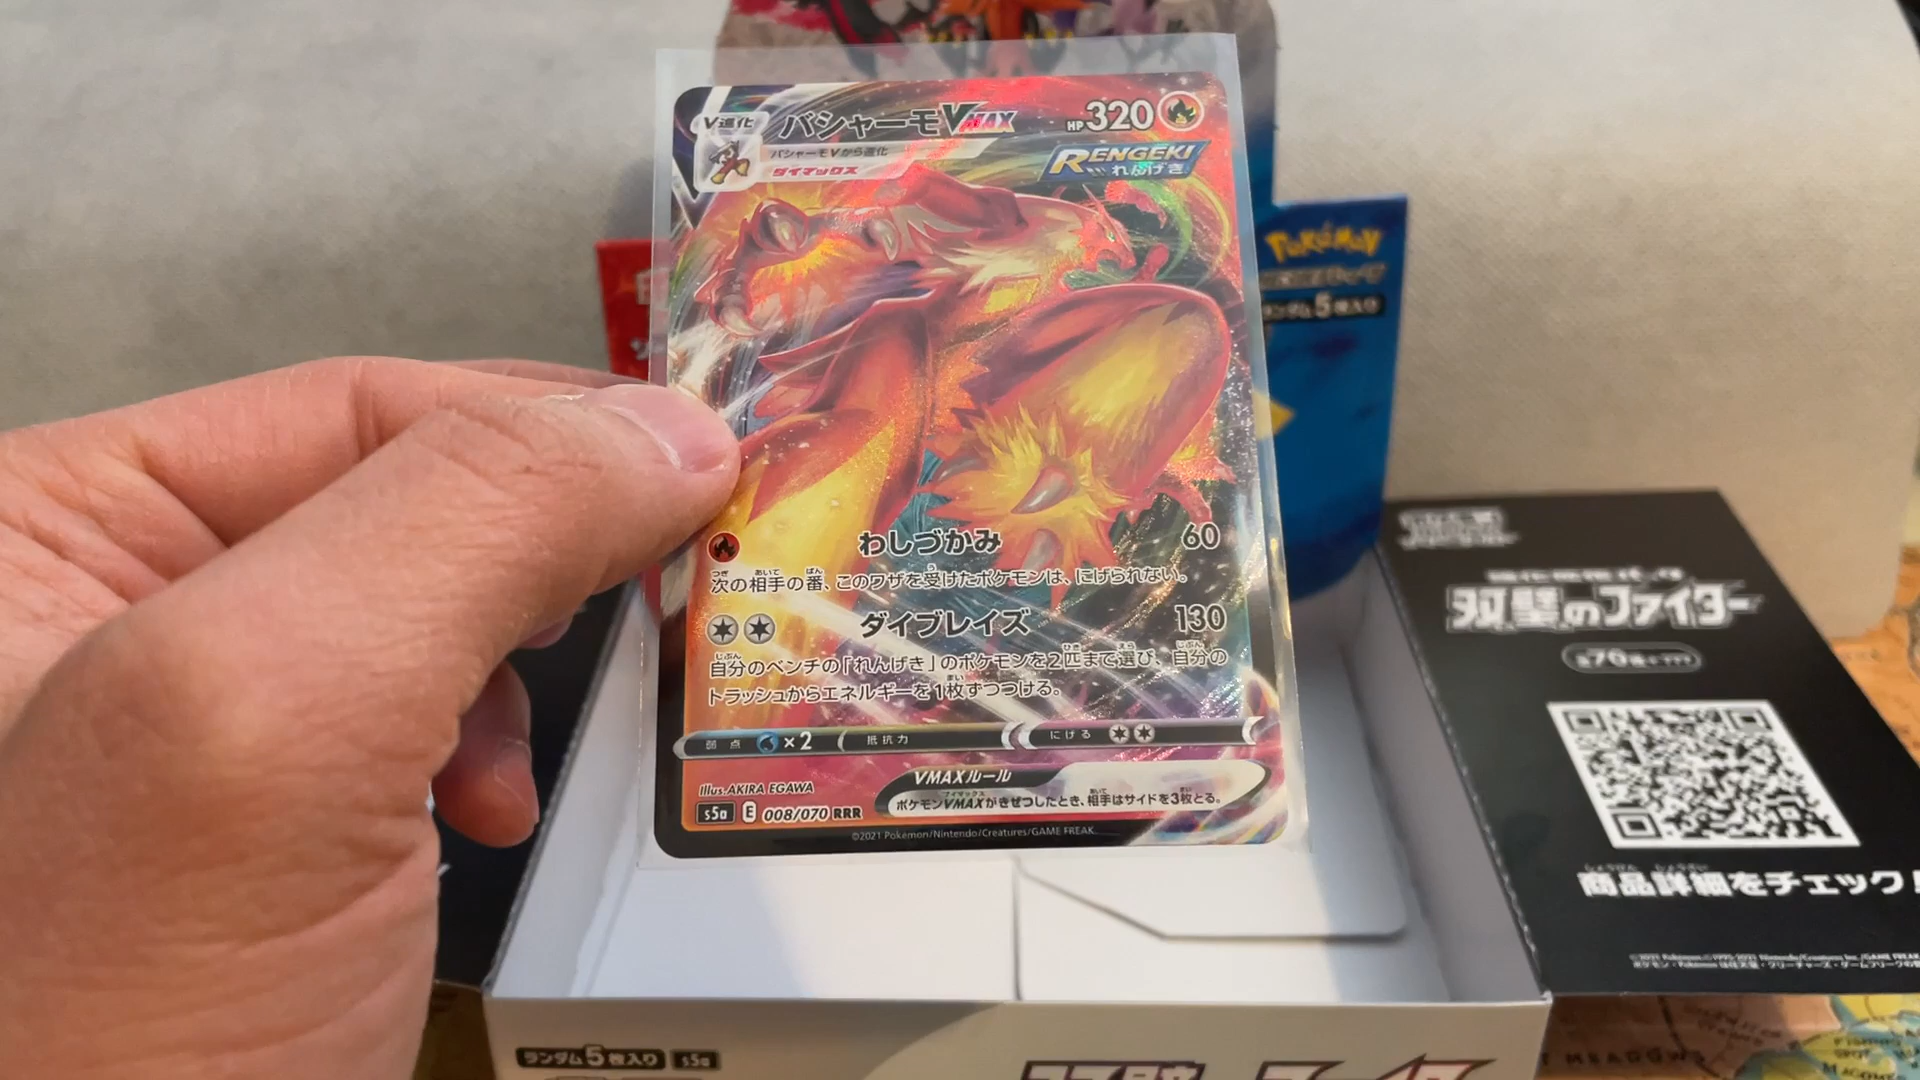 V進化
バシャーモVMAX
HP320
バシャーモVから進化
ダイマックス
RENGEKI
れんげき
わしづかみ 60
次の相手の番、このワザを受けたポケモンは、にげられない。
ダイブレイズ 130
自分のベンチの「れんげき」のポケモンを2匹まで選び、自分の
トラッシュからエネルギーを1枚ずつつける。
弱点 ×2 抵抗力 にげる
VMAXルール
ポケモンVMAXがきぜつしたとき、相手はサイドを3枚とる。
Illus.AKIRA EGAWA
s5a E 008/070 RRR
©2021 Pokémon/Nintendo/Creatures/GAME FREAK.
POKÉMON
ランダム5枚入り
双璧のファイター
商品詳細をチェック!
ランダム5枚入り s5a
MEADOWS